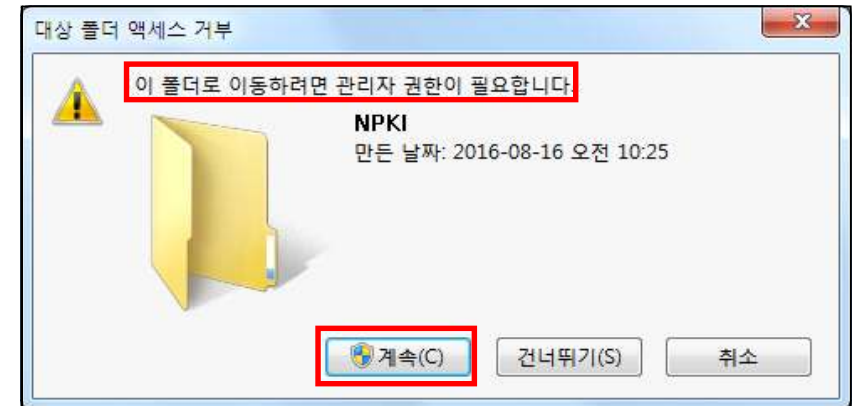 대상 폴더 액세스 거부
이 폴더로 이동하려면 관리자 권한이 필요합니다.
NPKI
만든 날짜: 2016-08-16 오전 10:25
계속(C)
건너뛰기(S)
취소